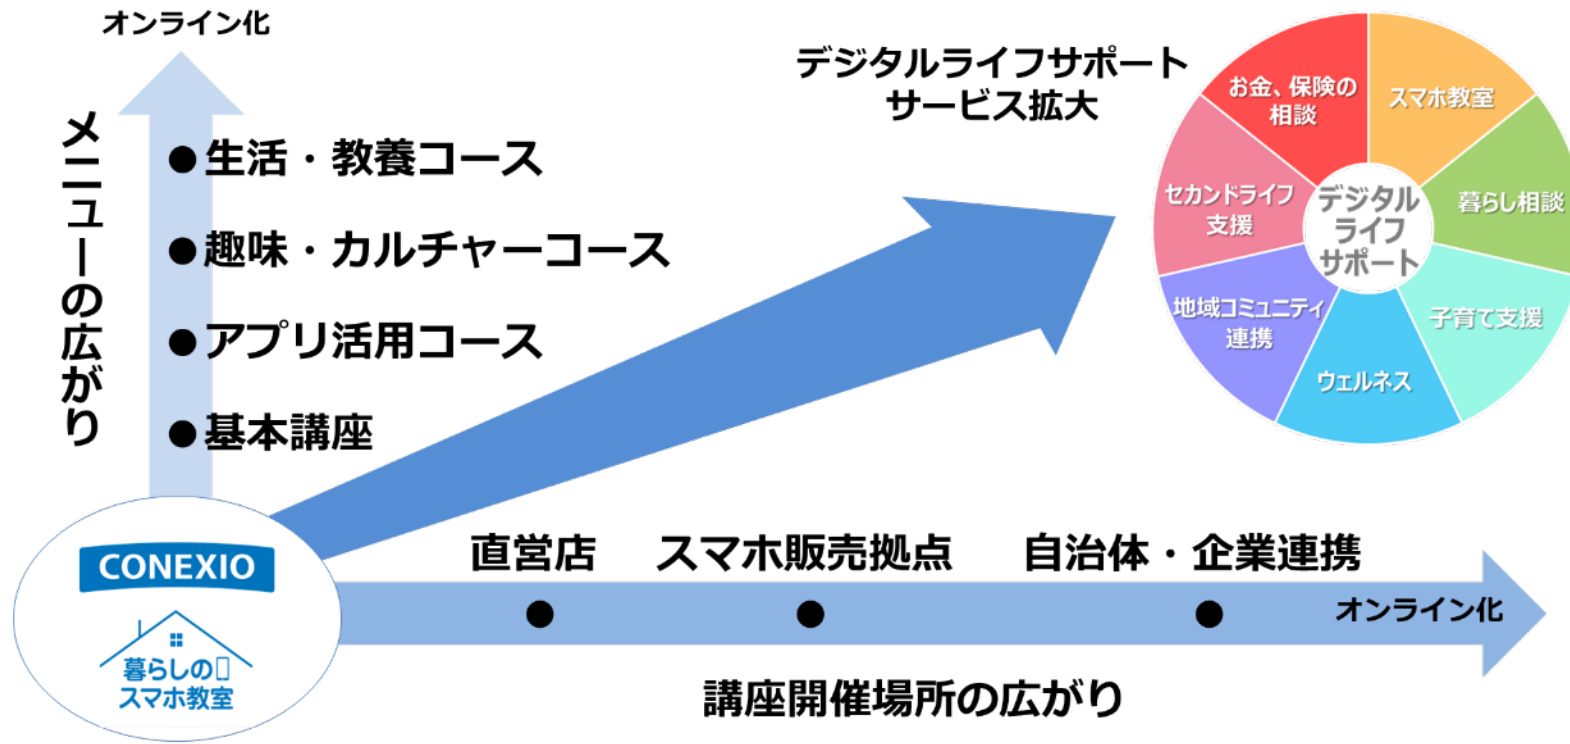 オンライン化
メニューの広がり
●生活・教養コース
●趣味・カルチャーコース
●アプリ活用コース
●基本講座
デジタルライフサポート
サービス拡大
お金、保険の
相談
スマホ教室
セカンドライフ
支援
暮らし相談
デジタル
ライフ
サポート
地域コミュニティ
連携
子育て支援
ウェルネス
CONEXIO
暮らしの
スマホ教室
直営店
スマホ販売拠点
自治体・企業連携
オンライン化
講座開催場所の広がり